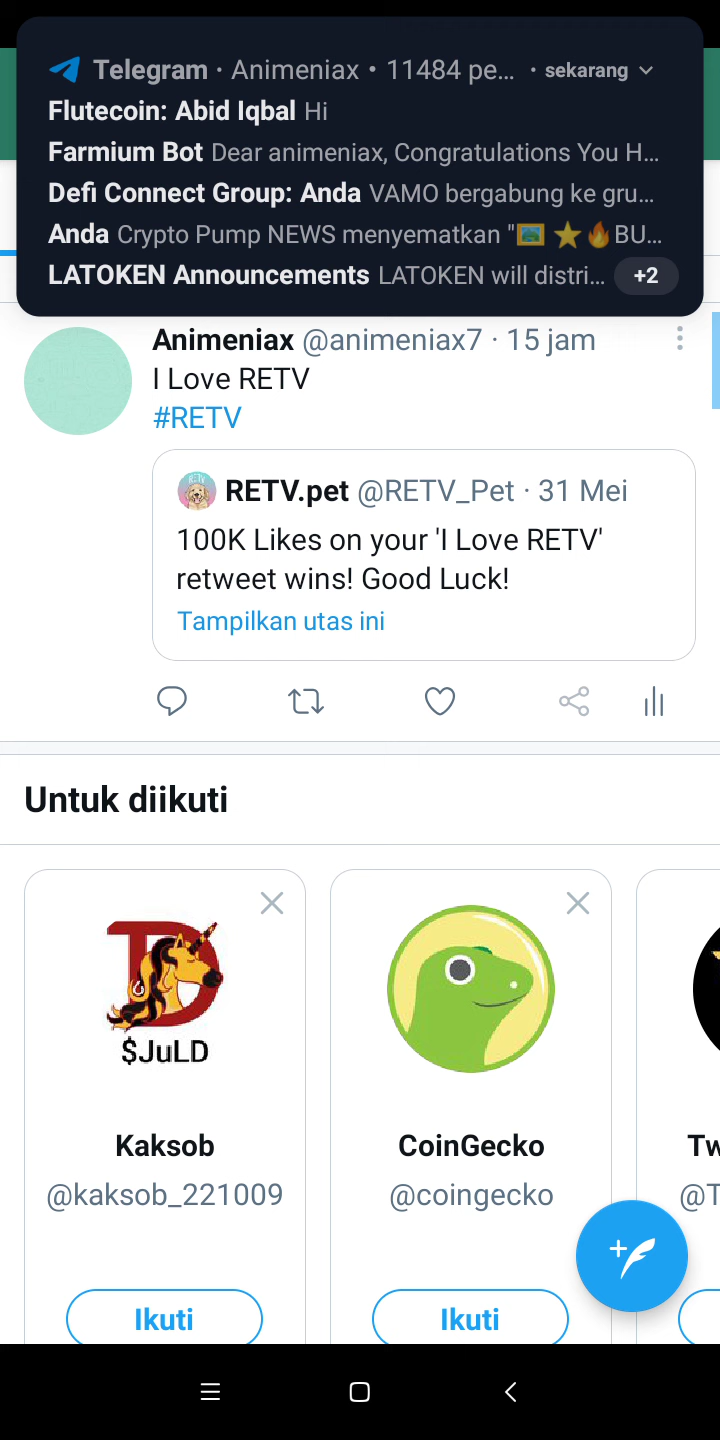 Telegram · Animeniax • 11484 pe... · sekarang
Flutecoin: Abid Iqbal Hi
Farmium Bot Dear animeniax, Congratulations You H...
Defi Connect Group: Anda VAMO bergabung ke gru...
Anda Crypto Pump NEWS menyematkan "🖼️ ⭐🔥BU...
LATOKEN Announcements LATOKEN will distri... +2
Animeniax @animeniax7 · 15 jam
I Love RETV
#RETV
RETV.pet @RETV_Pet · 31 Mei
100K Likes on your 'I Love RETV'
retweet wins! Good Luck!
Tampilkan utas ini
Untuk diikuti
$JuLD
Kaksob
CoinGecko
Tw
@kaksob_221009
@coingecko
@T
Ikuti
Ikuti